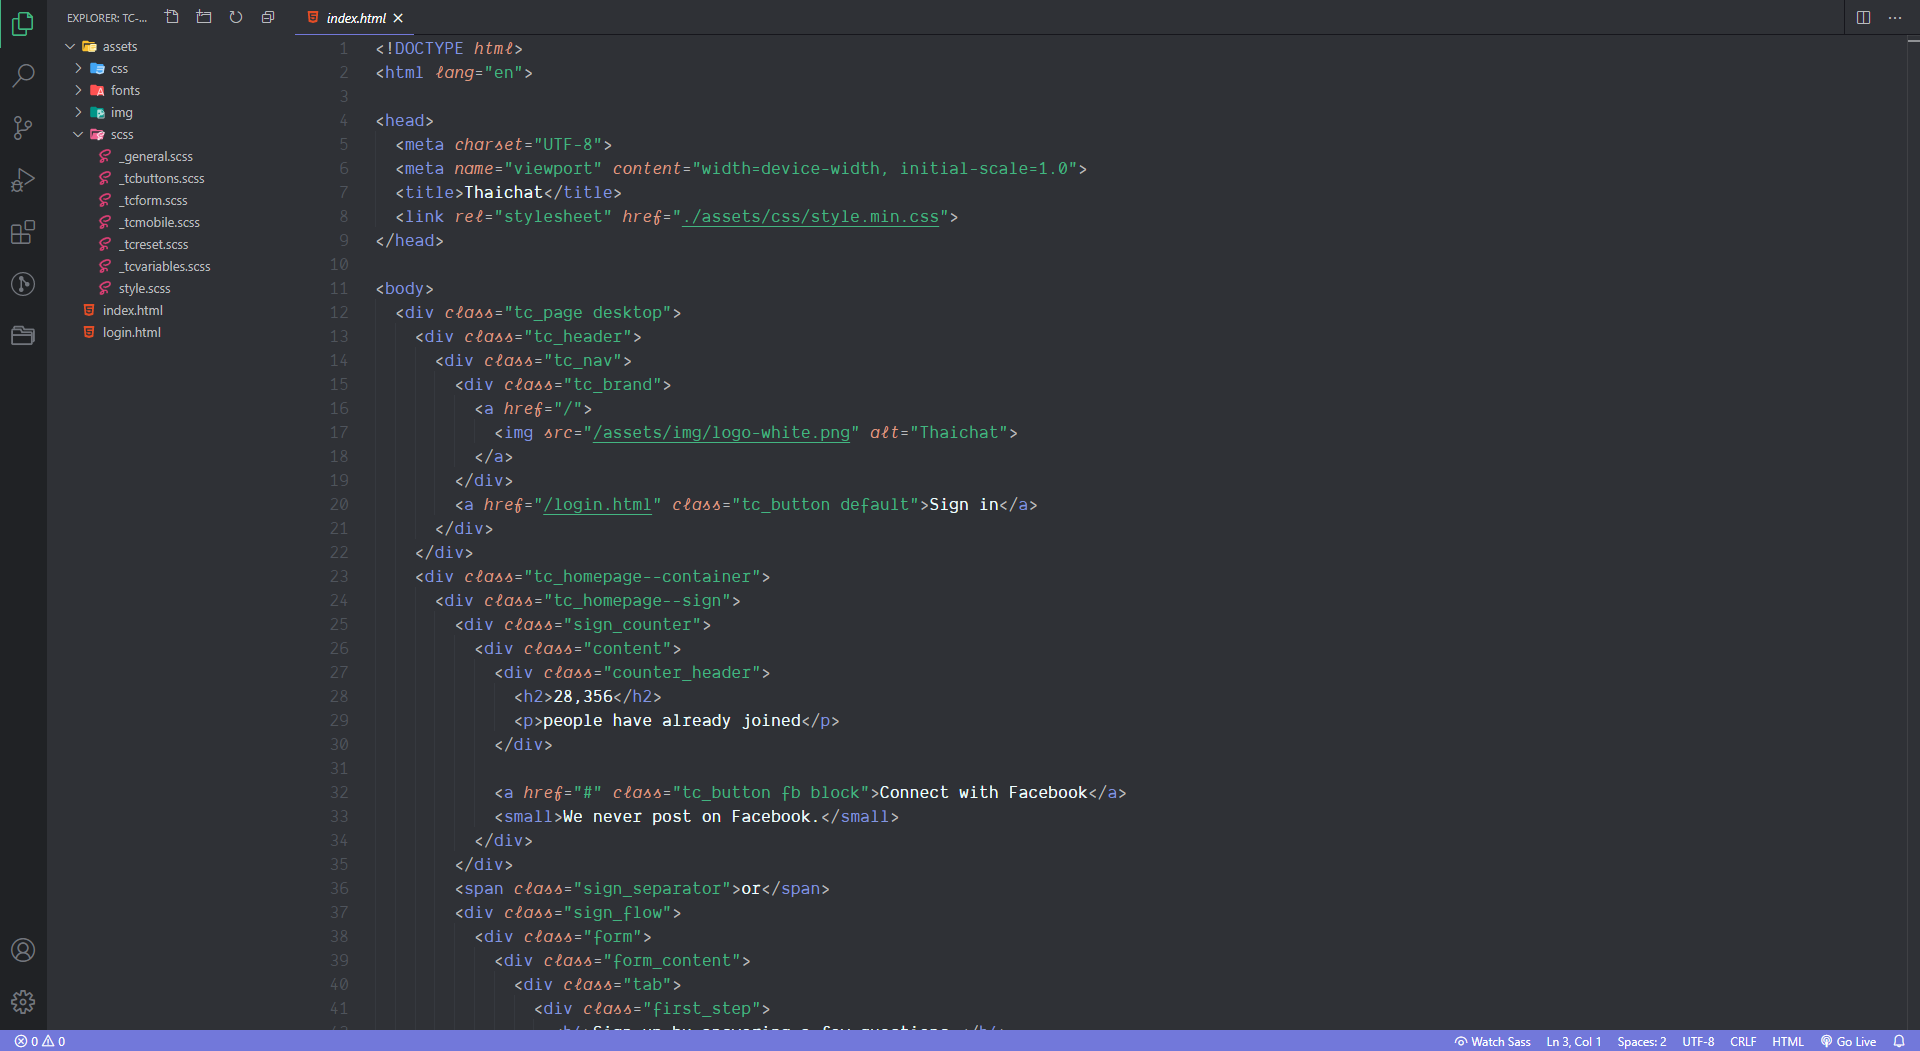 EXPLORER: TC-...
index.html
assets
css
fonts
img
scss
_general.scss
_tcbuttons.scss
_tcform.scss
_tcmobile.scss
_tcreset.scss
_tcvariables.scss
style.scss
index.html
login.html
1 <!DOCTYPE html>
2 <html lang="en">
3
4 <head>
5 <meta charset="UTF-8">
6 <meta name="viewport" content="width=device-width, initial-scale=1.0">
7 <title>Thaichat</title>
8 <link rel="stylesheet" href="./assets/css/style.min.css">
9 </head>
10
11 <body>
12 <div class="tc_page desktop">
13 <div class="tc_header">
14 <div class="tc_nav">
15 <div class="tc_brand">
16 <a href="/">
17 <img src="/assets/img/logo-white.png" alt="Thaichat">
18 </a>
19 </div>
20 <a href="/login.html" class="tc_button default">Sign in</a>
21 </div>
22 </div>
23 <div class="tc_homepage--container">
24 <div class="tc_homepage--sign">
25 <div class="sign_counter">
26 <div class="content">
27 <div class="counter_header">
28 <h2>28,356</h2>
29 <p>people have already joined</p>
30 </div>
31
32 <a href="#" class="tc_button fb block">Connect with Facebook</a>
33 <small>We never post on Facebook.</small>
34 </div>
35 </div>
36 <span class="sign_separator">or</span>
37 <div class="sign_flow">
38 <div class="form">
39 <div class="form_content">
40 <div class="tab">
41 <div class="first_step">
Sign up by answering a few questions
0 0
Watch Sass
Ln 3, Col 1
Spaces: 2
UTF-8
CRLF
HTML
Go Live